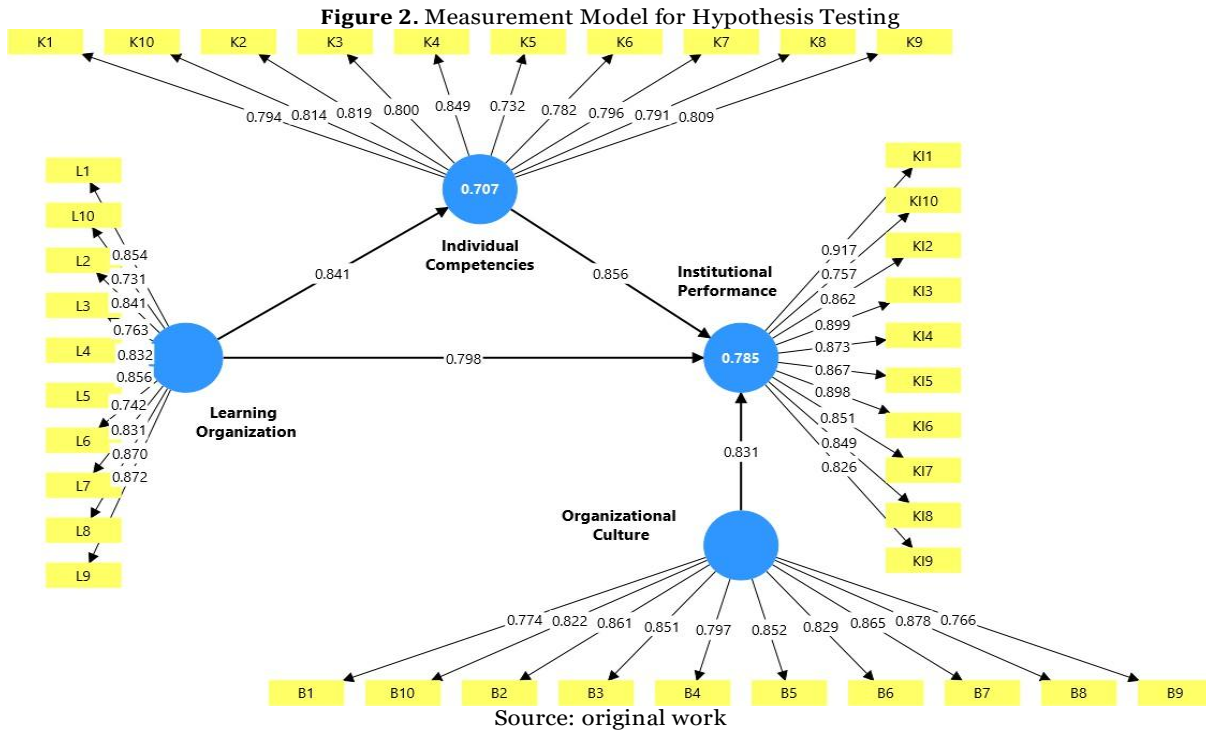 Figure 2. Measurement Model for Hypothesis Testing
K1 K10 K2 K3 K4 K5 K6 K7 K8 K9
0.794 0.814 0.819 0.800 0.849 0.732 0.782 0.796 0.791 0.809
0.707
Individual
Competencies
L1
L10
L2
L3
L4
L5
L6
L7
L8
L9
0.854
0.731
0.841
0.763
0.832
0.856
0.742
0.831
0.870
0.872
Learning
Organization
0.841
0.856
0.798
Institutional
Performance
0.785
KI1
KI10
KI2
KI3
KI4
KI5
KI6
KI7
KI8
KI9
0.917
0.757
0.862
0.899
0.873
0.867
0.898
0.851
0.849
0.826
0.831
Organizational
Culture
0.774 0.822 0.861 0.851 0.797 0.852 0.829 0.865 0.878 0.766
B1 B10 B2 B3 B4 B5 B6 B7 B8 B9
Source: original work